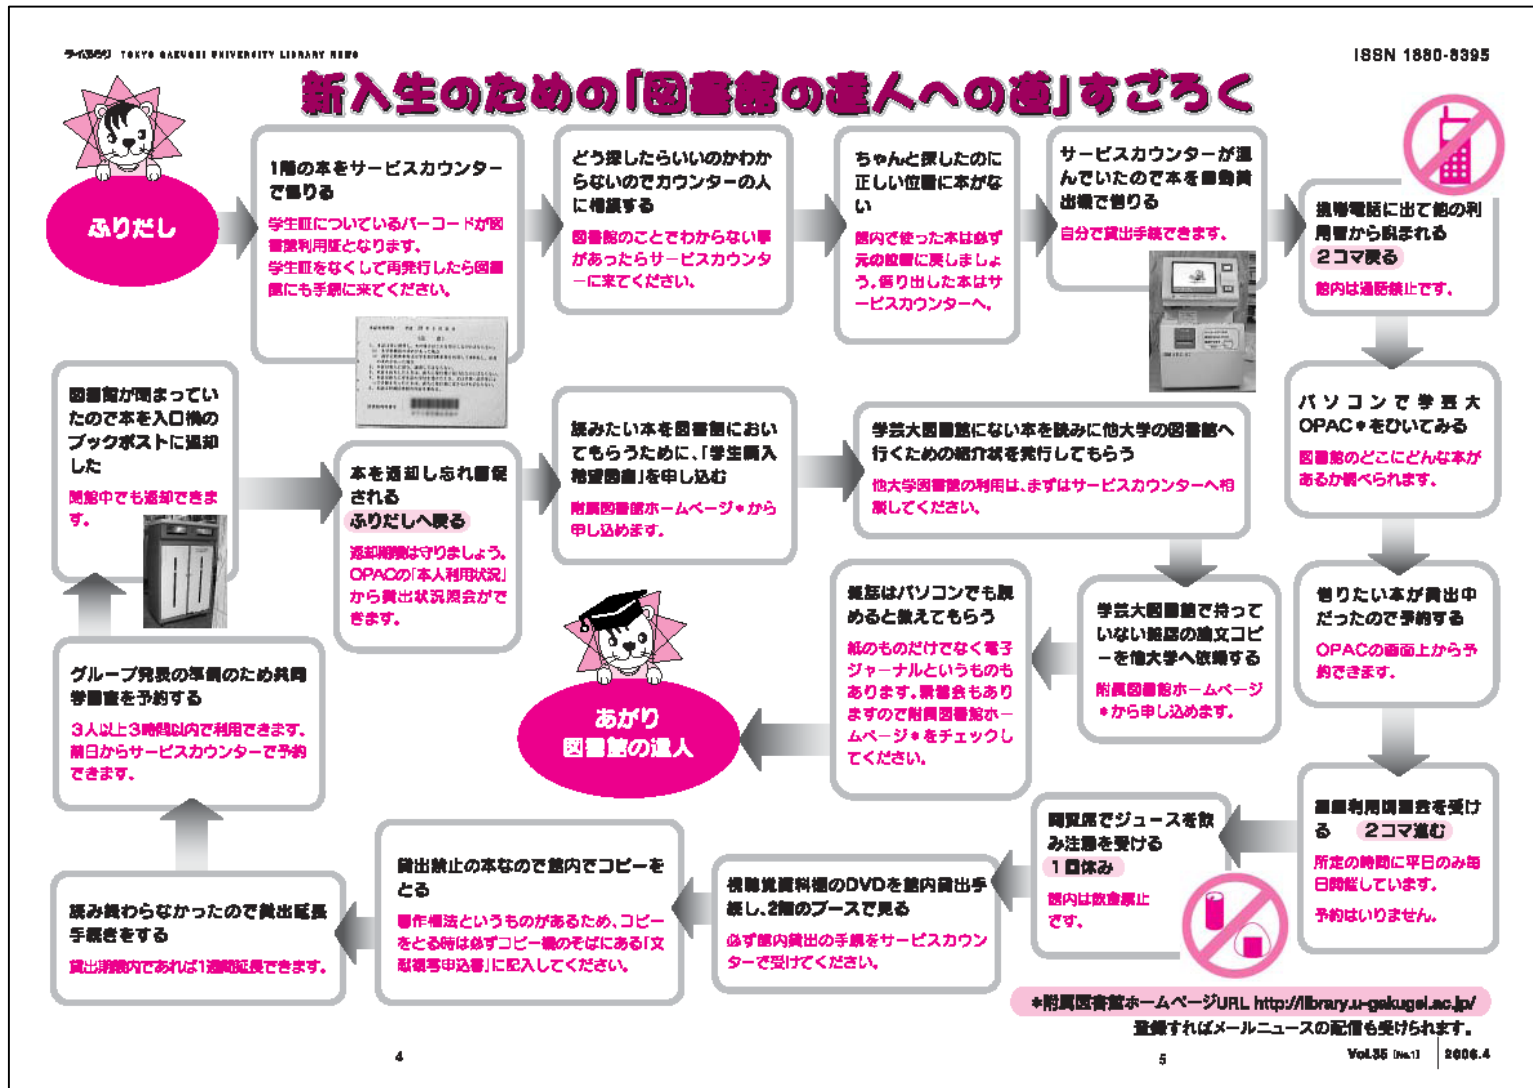 TOKYO GAKUGEI UNIVERSITY LIBRARY NEWS
ISSN 1880-8395
新入生のための「図書館の達人への道」すごろく
ふりだし
1階の本をサービスカウンター
で借りる
学生証についているバーコードが図
書館利用証となります。
学生証をなくして再発行したら図書
館にも手続に来てください。
どう探したらいいのかわか
らないのでカウンターの人
に相談する
図書館のことでわからない事
があったらサービスカウンタ
ーに来てください。
ちゃんと探したのに
正しい位置に本がな
い
館内で使った本は必ず
元の位置に戻しましょ
う。借り出した本はサ
ービスカウンターへ。
サービスカウンターが混
んでいたので本を自動貸
出機で借りる
自分で貸出手続できます。
携帯電話に出て他の利
用者から睨まれる
2コマ戻る
館内は通話禁止です。
パソコンで学芸大
OPAC*をひいてみる
図書館のどこにどんな本が
あるか調べられます。
借りたい本が貸出中
だったので予約する
OPACの画面上から予
約できます。
図書館利用説明会を受け
る 2コマ進む
所定の時間に平日のみ毎
日開催しています。
予約はいりません。
閲覧席でジュースを飲
み注意を受ける
1回休み
館内は飲食禁止
です。
視聴覚資料棚のDVDを館内貸出手
続し、2階のブースで見る
必ず館内貸出の手続をサービスカウン
ターで受けてください。
貸出禁止の本なので館内でコピーを
とる
著作権法というものがあるため、コピー
をとる時は必ずコピー機のそばにある「文
献複写申込書」に記入してください。
読み終わらなかったので貸出延長
手続きをする
貸出期限内であれば1週間延長できます。
グループ発表の準備のため共同
学習室を予約する
3人以上3時間以内で利用できます。
前日からサービスカウンターで予約
できます。
図書館が閉まってい
たので本を入口横の
ブックポストに返却
した
閉館中でも返却できま
す。
本を返却し忘れ督促
される
ふりだしへ戻る
返却期限は守りましょう。
OPACの「本人利用状況」
から貸出状況照会がで
きます。
読みたい本を図書館におい
てもらうために、「学生購入
希望図書」を申し込む
附属図書館ホームページ*から
申し込めます。
学芸大図書館にない本を読みに他大学の図書館へ
行くための紹介状を発行してもらう
他大学図書館の利用は、まずはサービスカウンターへ相
談してください。
学芸大図書館で持って
いない雑誌の論文コピ
ーを他大学へ依頼する
附属図書館ホームページ
*から申し込めます。
雑誌はパソコンでも読
めると教えてもらう
紙のものだけでなく電子
ジャーナルというものも
あります。講習会もあり
ますので附属図書館ホー
ムページ*をチェックし
てください。
あがり
図書館の達人
*附属図書館ホームページURL http://library.u-gakugei.ac.jp/
登録すればメールニュースの配信も受けられます。
4
5
Vol.35 [No.1] 2006.4